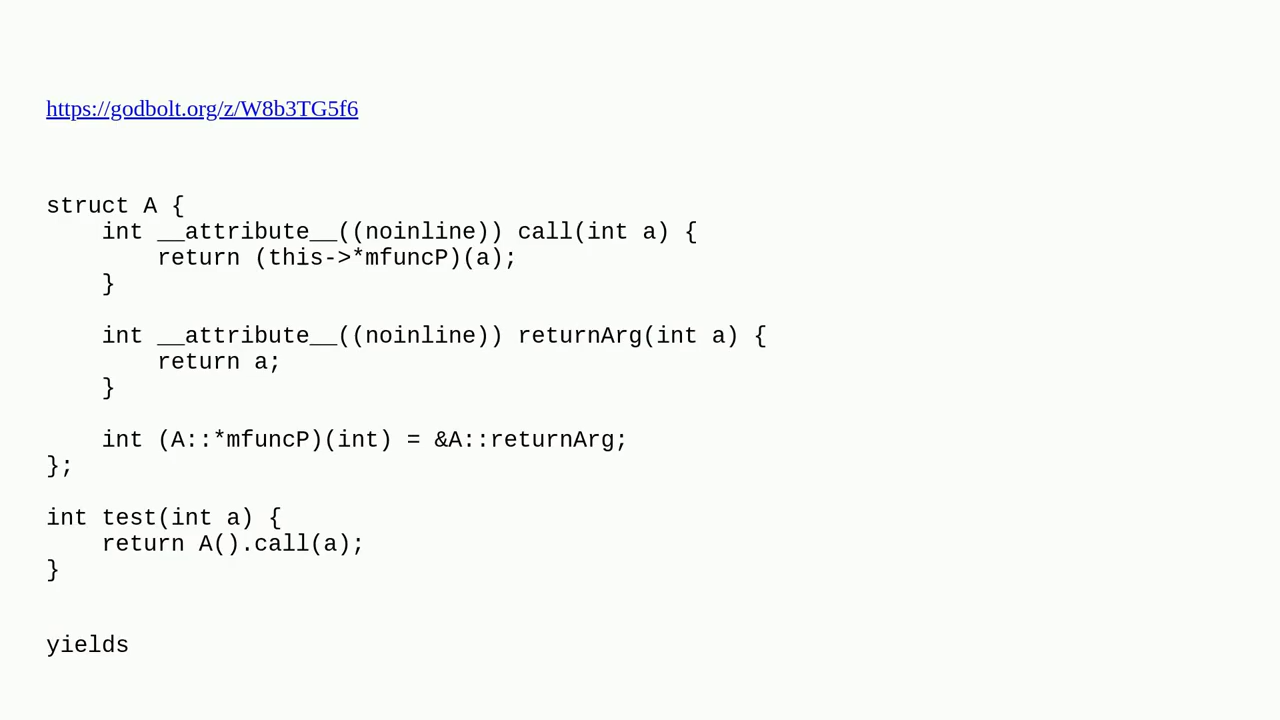 https://godbolt.org/z/W8b3TG5f6
struct A {
    int __attribute__((noinline)) call(int a) {
        return (this->*mfuncP)(a);
    }
    int __attribute__((noinline)) returnArg(int a) {
        return a;
    }
    int (A::*mfuncP)(int) = &A::returnArg;
};
int test(int a) {
    return A().call(a);
}
yields